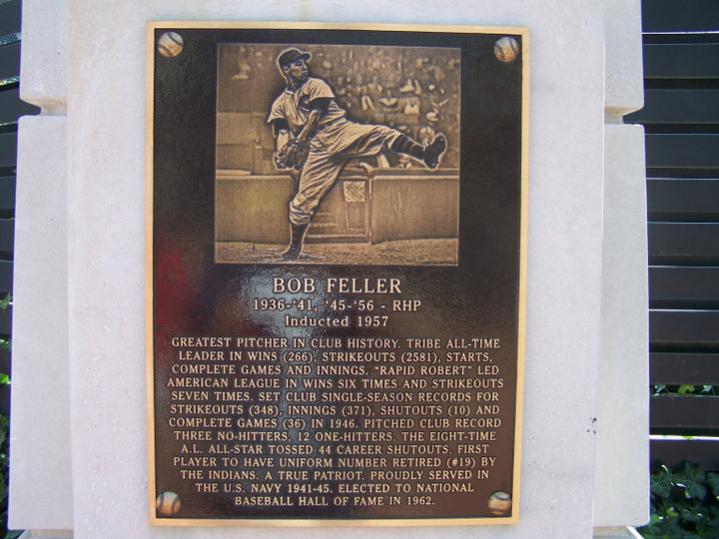 BOB FELLER
1936-'41, '45-'56 - RHP
Inducted 1957
GREATEST PITCHER IN CLUB HISTORY. TRIBE ALL-TIME
LEADER IN WINS (266), STRIKEOUTS (2581), STARTS,
COMPLETE GAMES AND INNINGS. "RAPID ROBERT" LED
AMERICAN LEAGUE IN WINS SIX TIMES AND STRIKEOUTS
SEVEN TIMES. SET CLUB SINGLE-SEASON RECORDS FOR
STRIKEOUTS (348), INNINGS (371), SHUTOUTS (10) AND
COMPLETE GAMES (36) IN 1946. PITCHED CLUB RECORD
THREE NO-HITTERS, 12 ONE-HITTERS. THE EIGHT-TIME
A.L. ALL-STAR TOSSED 44 CAREER SHUTOUTS. FIRST
PLAYER TO HAVE UNIFORM NUMBER RETIRED (#19) BY
THE INDIANS. A TRUE PATRIOT. PROUDLY SERVED IN
THE U.S. NAVY 1941-45. ELECTED TO NATIONAL
BASEBALL HALL OF FAME IN 1962.